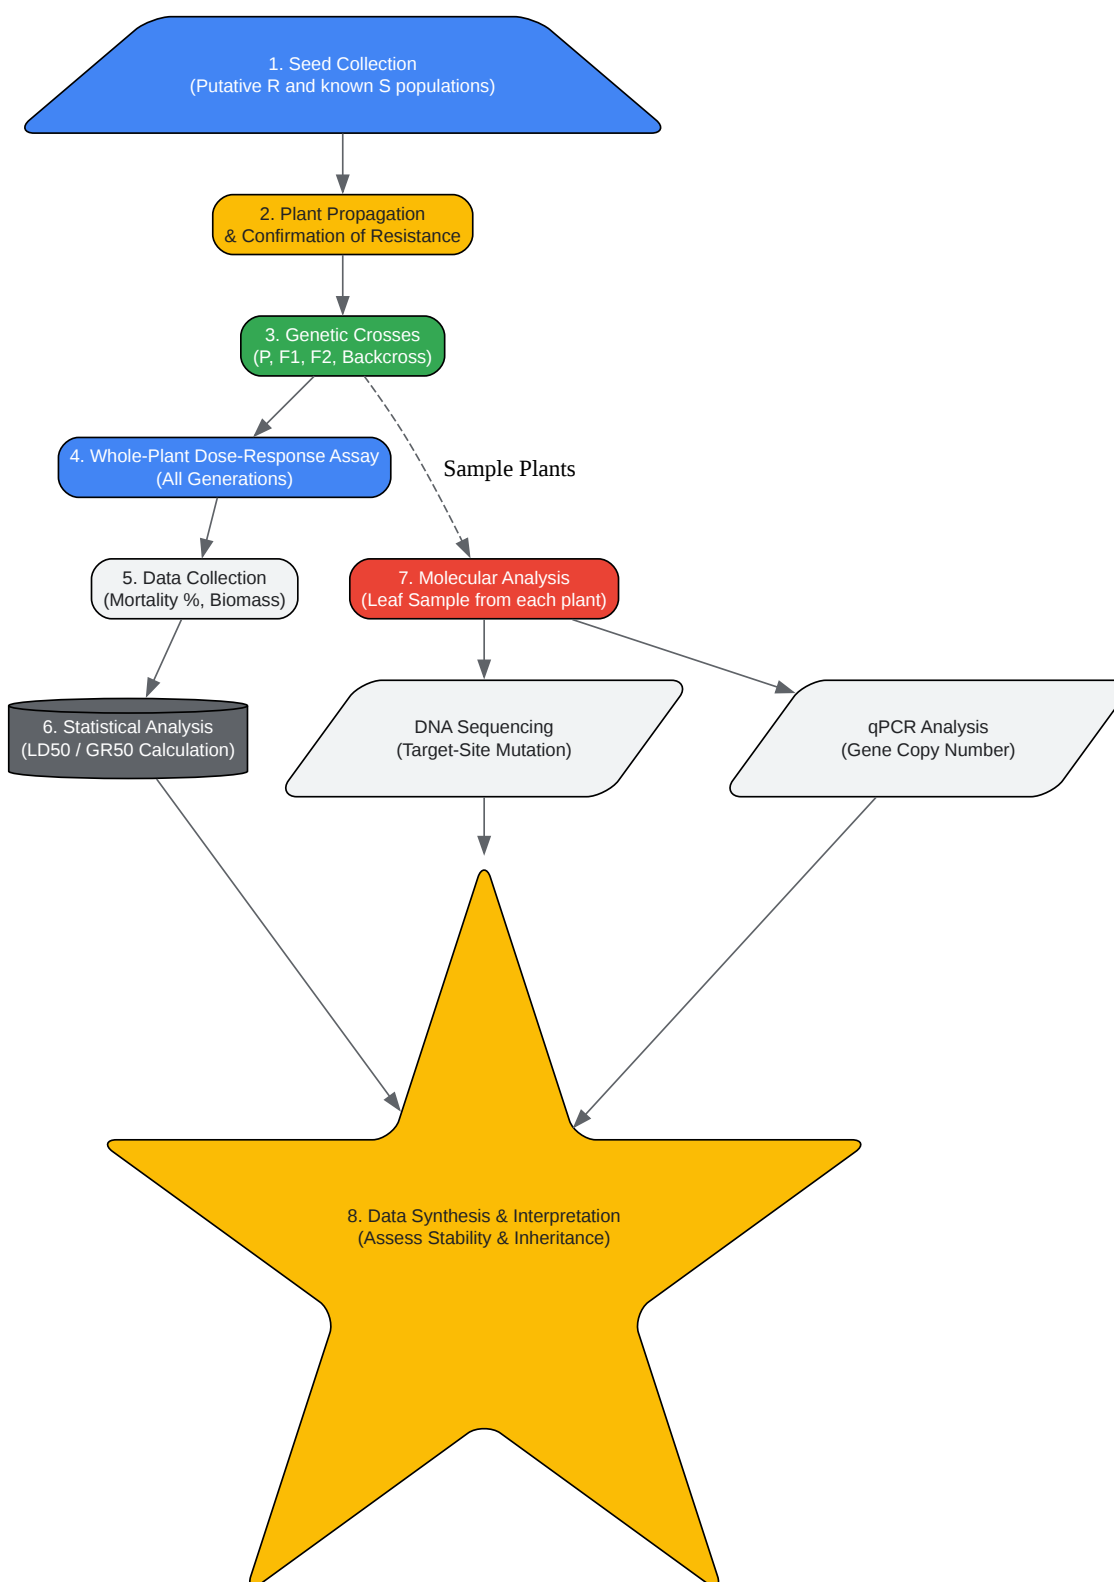 1. Seed Collection
(Putative R and known S populations)
2. Plant Propagation
& Confirmation of Resistance
3. Genetic Crosses
(P, F1, F2, Backcross)
4. Whole-Plant Dose-Response Assay
(All Generations)
Sample Plants
5. Data Collection
(Mortality %, Biomass)
7. Molecular Analysis
(Leaf Sample from each plant)
6. Statistical Analysis
(LD50 / GR50 Calculation)
DNA Sequencing
(Target-Site Mutation)
qPCR Analysis
(Gene Copy Number)
8. Data Synthesis & Interpretation
(Assess Stability & Inheritance)